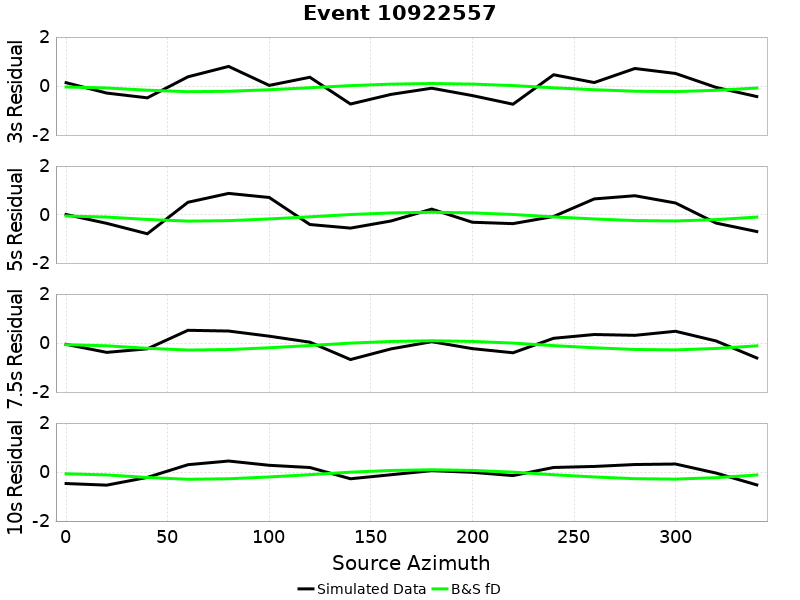 Event 10922557
3s Residual
2
0
-2
5s Residual
2
0
-2
7.5s Residual
2
0
-2
10s Residual
2
0
-2
0 50 100 150 200 250 300
Source Azimuth
Simulated Data B&S fD